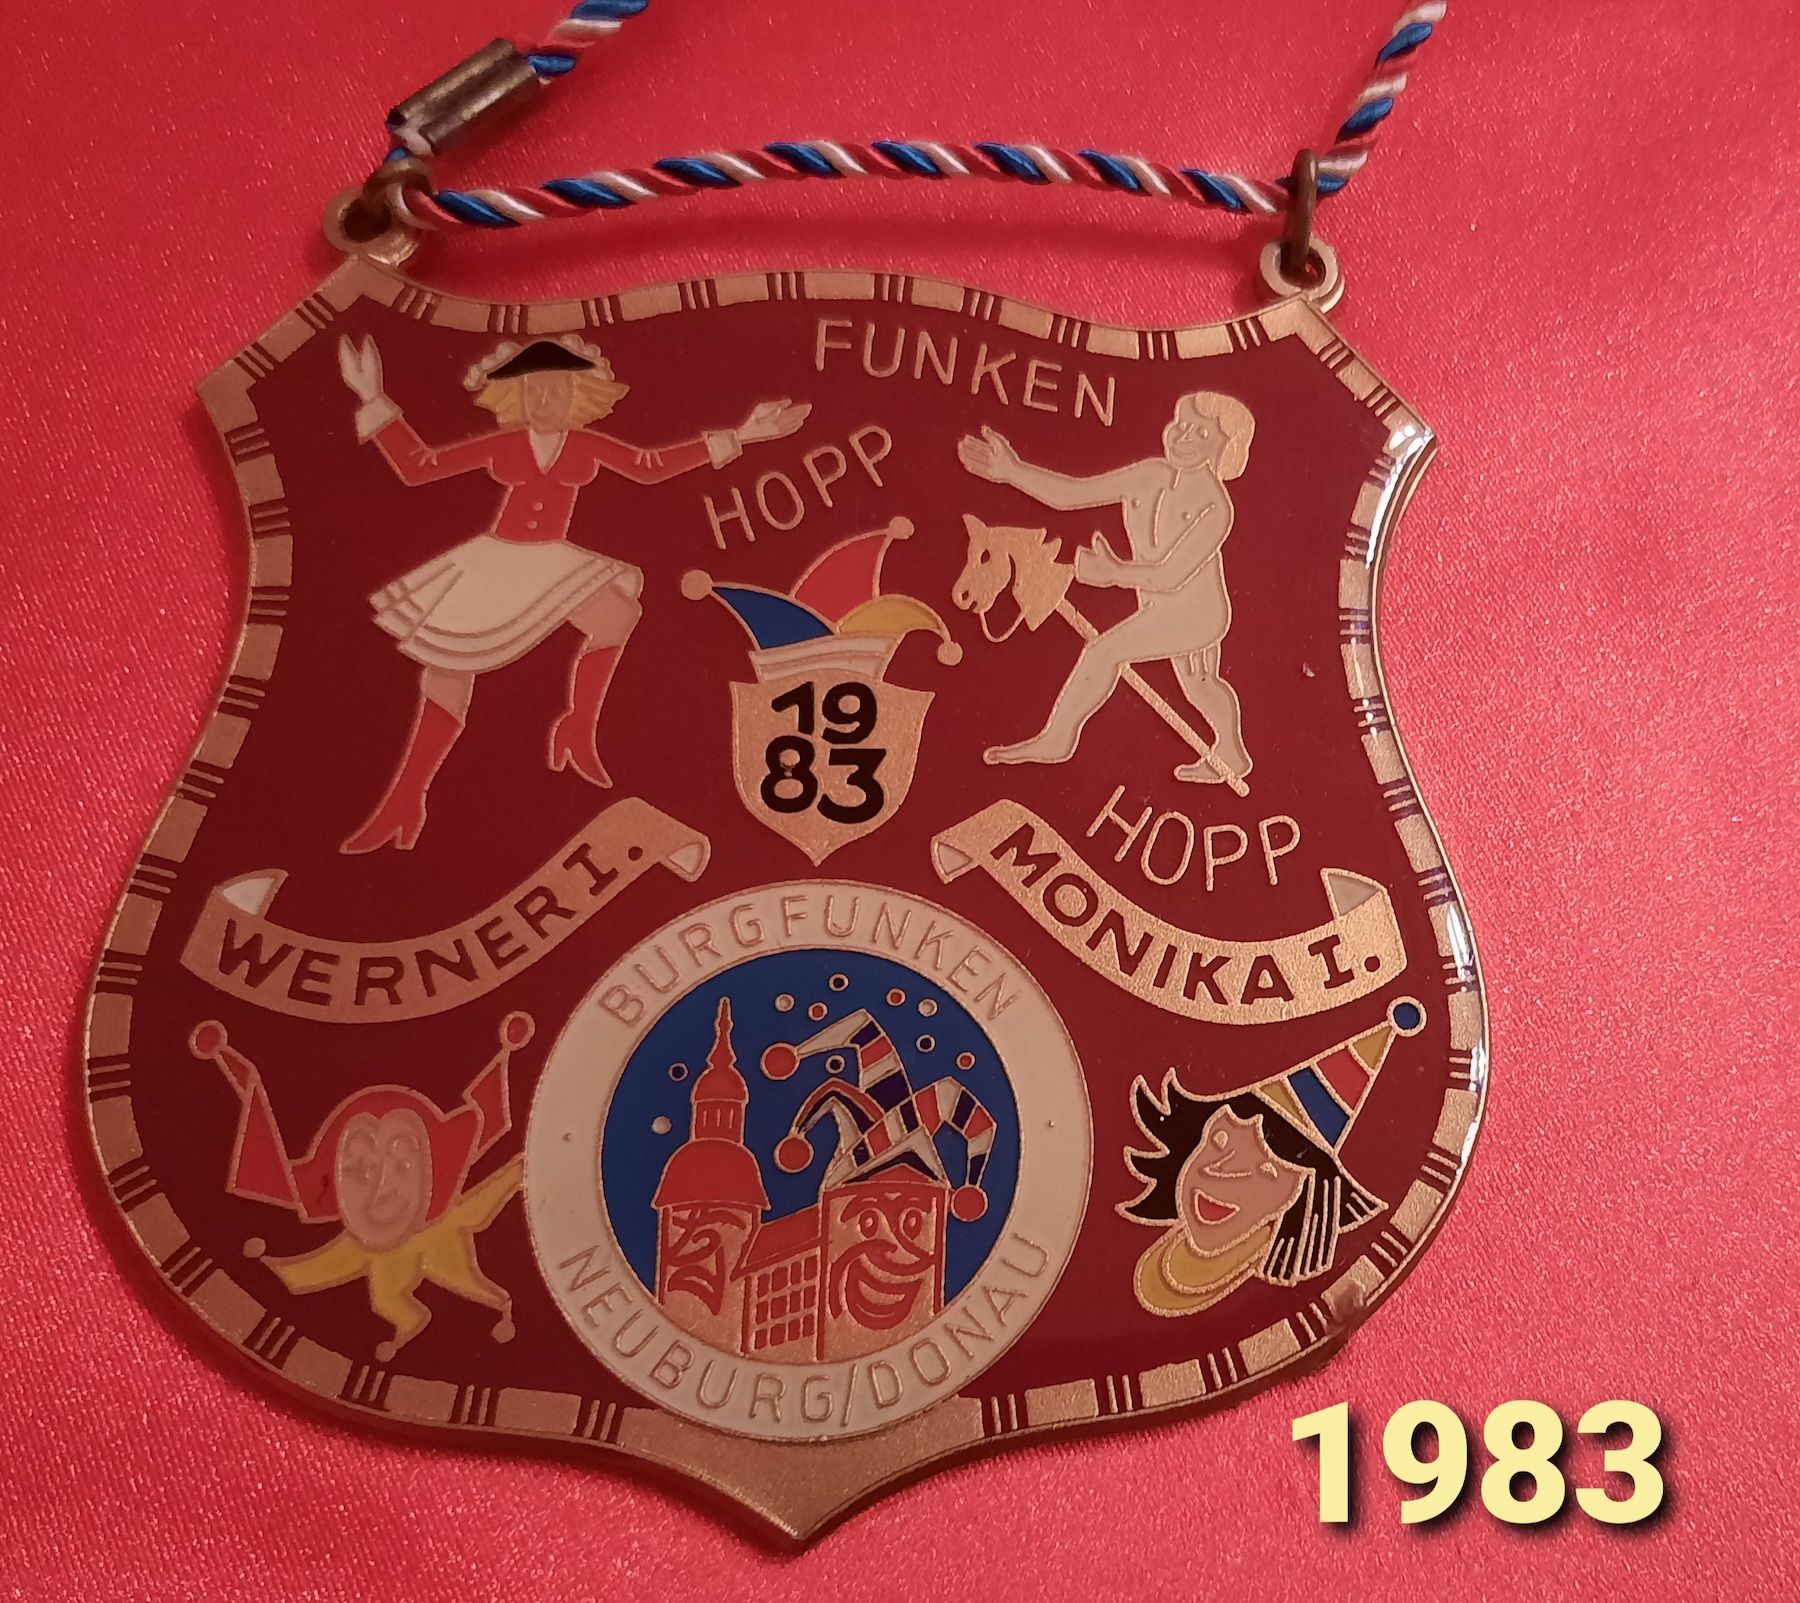 FUNKEN
HOPP
19
83
HOPP
WERNER I.
MONIKA I.
BURGFUNKEN
NEUBURG/DONAU
1983